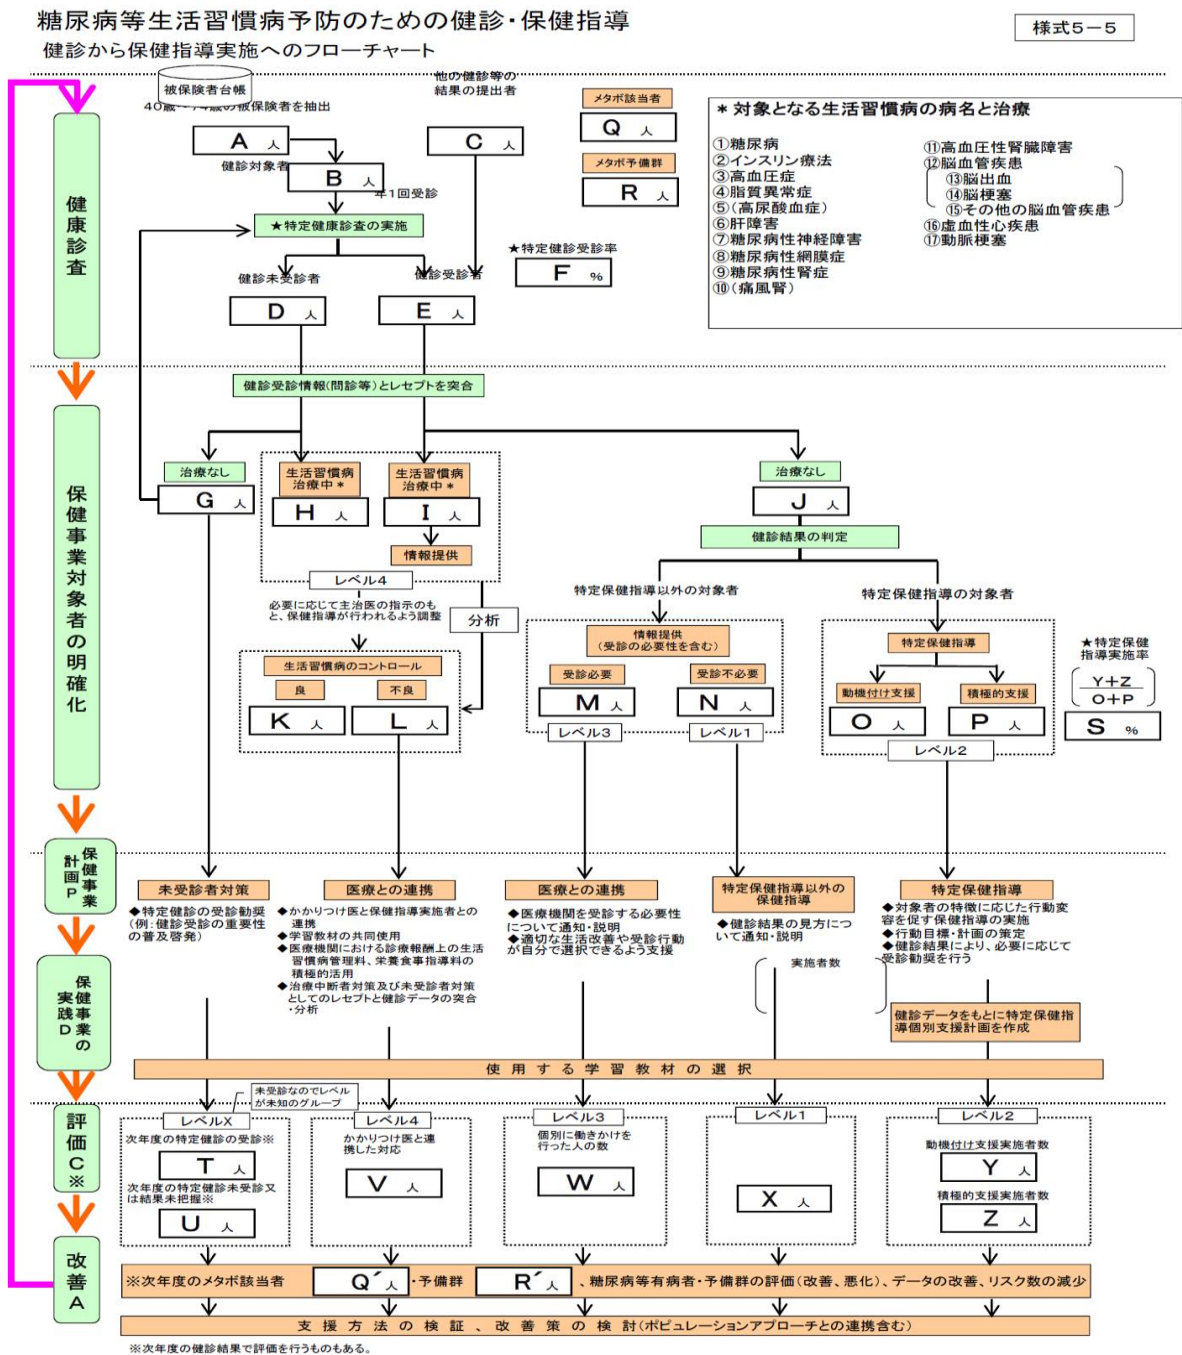 糖尿病等生活習慣病予防のための健診・保健指導
様式5-5
健診から保健指導実施へのフローチャート
被保険者台帳
40歳～74歳の被保険者を抽出
他の健診等の
結果の提出者
A 人
C 人
健診対象者
B 人
年1回受診
メタボ該当者
Q 人
メタボ予備群
R 人
*対象となる生活習慣病の病名と治療
①糖尿病
②インスリン療法
③高血圧症
④脂質異常症
⑤(高尿酸血症)
⑥肝障害
⑦糖尿病性神経障害
⑧糖尿病性網膜症
⑨糖尿病性腎症
⑩(痛風腎)
⑪高血圧性腎臓障害
⑫脳血管疾患
⑬脳出血
⑭脳梗塞
⑮その他の脳血管疾患
⑯虚血性心疾患
⑰動脈梗塞
健康診査
★特定健康診査の実施
★特定健診受診率
F %
健診未受診者
健診受診者
D 人
E 人
健診受診情報(問診等)とレセプトを突合
保健事業対象者の明確化
治療なし
G 人
生活習慣病
治療中*
H 人
生活習慣病
治療中*
I 人
情報提供
レベル4
治療なし
J 人
健診結果の判定
必要に応じて主治医の指示のも
と、保健指導が行われるよう調整
分析
特定保健指導以外の対象者
特定保健指導の対象者
生活習慣病のコントロール
良
不良
K 人
L 人
情報提供
(受診の必要性を含む)
受診必要
受診不必要
M 人
N 人
レベル3
レベル1
特定保健指導
動機付け支援
積極的支援
O 人
P 人
レベル2
★特定保健
指導実施率
Y+Z
O+P
S %
保健事業
計画P
未受診者対策
◆特定健診の受診勧奨
(例:健診受診の重要性
の普及啓発)
医療との連携
◆かかりつけ医と保健指導実施者との
連携
◆学習教材の共同使用
◆医療機関における診療報酬上の生活
習慣病管理料、栄養食事指導料の
積極的活用
◆治療中断者対策及び未受診者対策
としてのレセプトと健診データの突合
・分析
医療との連携
◆医療機関を受診する必要性
について通知・説明
◆適切な生活改善や受診行動
が自分で選択できるよう支援
特定保健指導以外の
保健指導
◆健診結果の見方につ
いて通知・説明
実施者数
特定保健指導
◆対象者の特徴に応じた行動変
容を促す保健指導の実施
◆行動目標・計画の策定
◆健診結果により、必要に応じて
受診勧奨を行う
健診データをもとに特定保健指
導個別支援計画を作成
保健事業の
実践D
使用する学習教材の選択
未受診なのでレベル
が未知のグループ
評価C※
レベルX
次年度の特定健診の受診※
T 人
次年度の特定健診未受診又
は結果未把握※
U 人
レベル4
かかりつけ医と連
携した対応
V 人
レベル3
個別に働きかけを
行った人の数
W 人
レベル1
X 人
レベル2
動機付け支援実施者数
Y 人
積極的支援実施者数
Z 人
改善A
※次年度のメタボ該当者 Q´人 ・予備群 R´人 、糖尿病等有病者・予備群の評価(改善、悪化)、データの改善、リスク数の減少
支援方法の検証、改善策の検討(ポピュレーションアプローチとの連携含む)
※次年度の健診結果で評価を行うものもある。